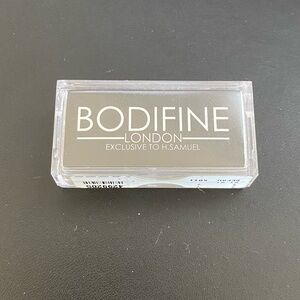 BODIFINE
LONDON
EXCLUSIVE TO H.SAMUEL